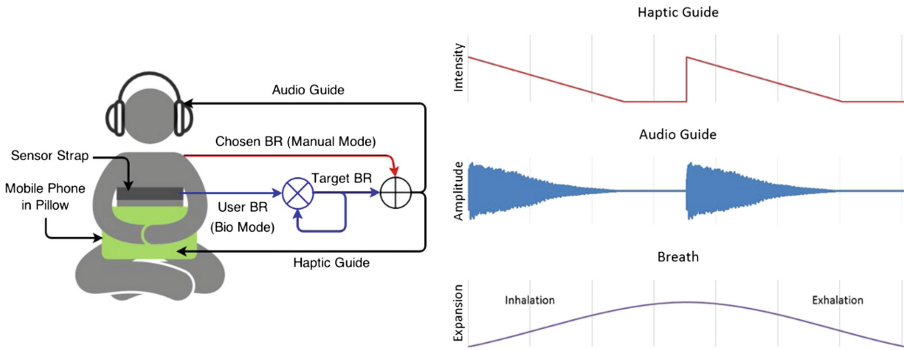 Audio Guide
Chosen BR (Manual Mode)
Sensor Strap
Target BR
Mobile Phone
in Pillow
User BR
(Bio Mode)
Haptic Guide
Haptic Guide
Intensity
Audio Guide
Amplitude
Breath
Expansion
Inhalation
Exhalation